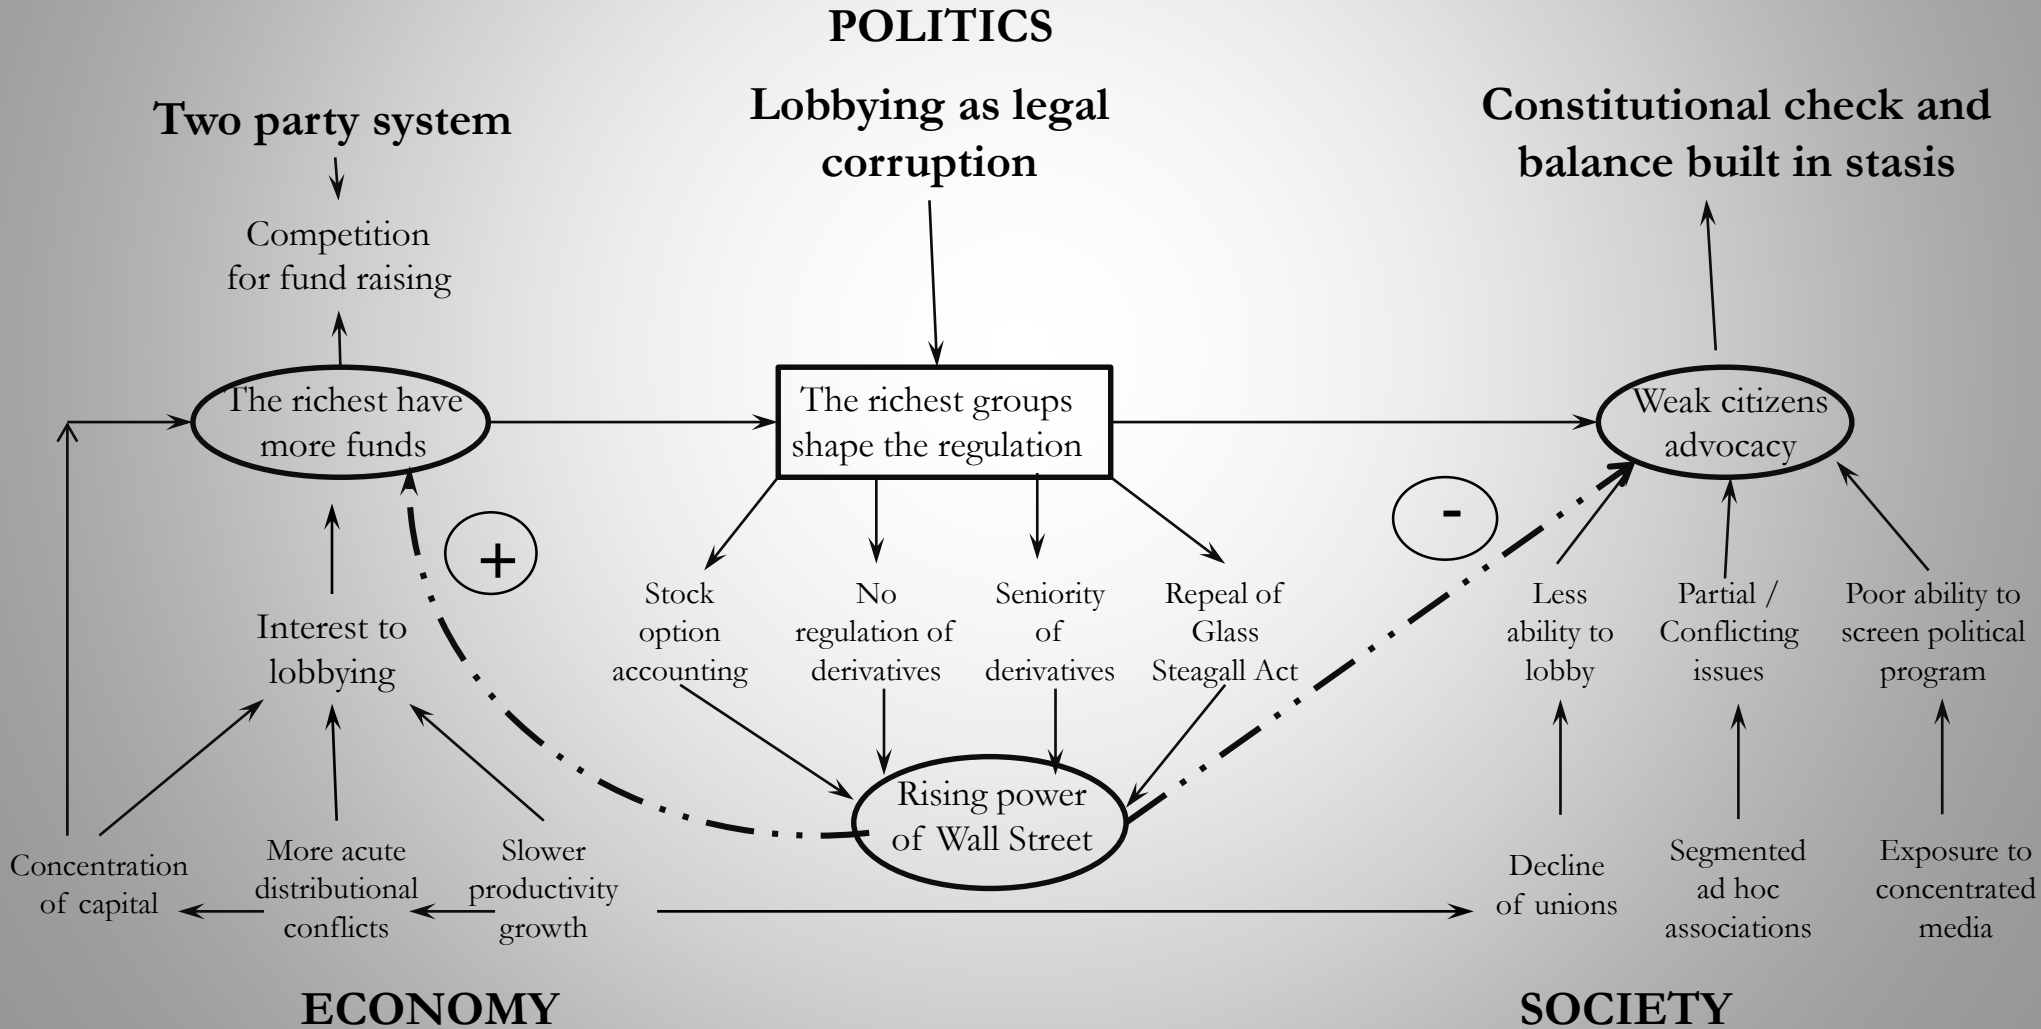 POLITICS
Two party system
Lobbying as legal
corruption
Constitutional check and
balance built in stasis
Competition
for fund raising
The richest have
more funds
The richest groups
shape the regulation
Weak citizens
advocacy
+
-
Interest to
lobbying
Stock
option
accounting
No
regulation of
derivatives
Seniority
of
derivatives
Repeal of
Glass
Steagall Act
Less
ability to
lobby
Partial /
Conflicting
issues
Poor ability to
screen political
program
Rising power
of Wall Street
Concentration
of capital
More acute
distributional
conflicts
Slower
productivity
growth
Decline
of unions
Segmented
ad hoc
associations
Exposure to
concentrated
media
ECONOMY
SOCIETY